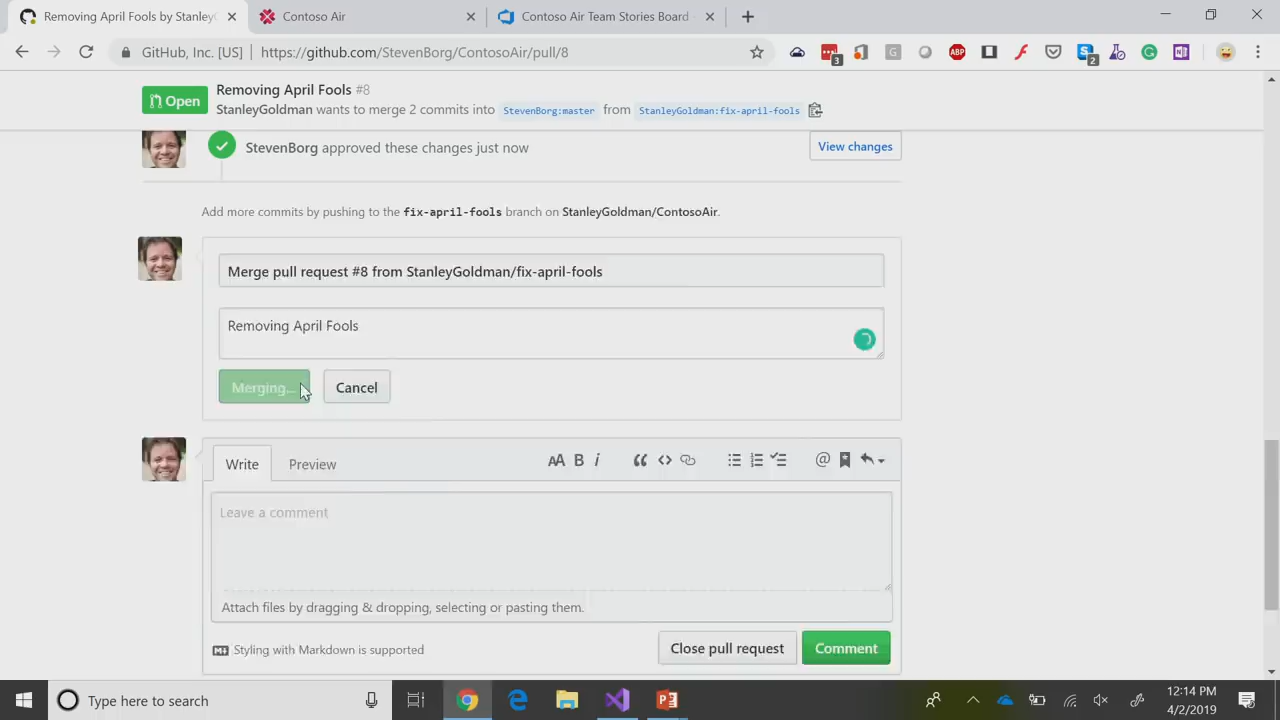 Removing April Fools by StanleyG
Contoso Air
Contoso Air Team Stories Board
GitHub, Inc. [US]
https://github.com/StevenBorg/ContosoAir/pull/8
3
G
ABP
2
Open
Removing April Fools #8
StanleyGoldman wants to merge 2 commits into StevenBorg:master from StanleyGoldman:fix-april-fools
StevenBorg approved these changes just now
View changes
Add more commits by pushing to the fix-april-fools branch on StanleyGoldman/ContosoAir.
Merge pull request #8 from StanleyGoldman/fix-april-fools
Removing April Fools
Merging...
Cancel
Write
Preview
AA B i
Leave a comment
Attach files by dragging & dropping, selecting or pasting them.
Styling with Markdown is supported
Close pull request
Comment
Type here to search
12:14 PM
4/2/2019